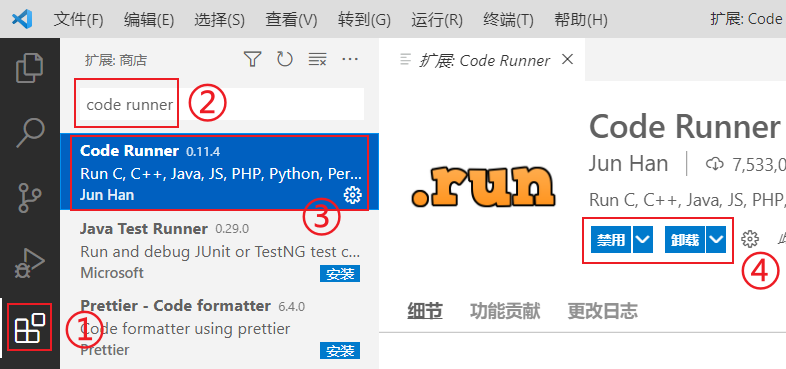 文件(F) 编辑(E) 选择(S) 查看(V) 转到(G) 运行(R) 终端(T) 帮助(H) 扩展: Code
扩展: 商店
扩展: Code Runner
code runner
②
Code Runner 0.11.4
Run C, C++, Java, JS, PHP, Python, Per...
Jun Han
③
Java Test Runner 0.29.0
Run and debug JUnit or TestNG test c...
Microsoft
安装
①
Prettier - Code formatter 6.4.0
Code formatter using prettier
Prettier
安装
.run
Code Runner
Jun Han
7,533,0
Run C, C++, Java, JS, PHP,
禁用
卸载
④
细节 功能贡献 更改日志